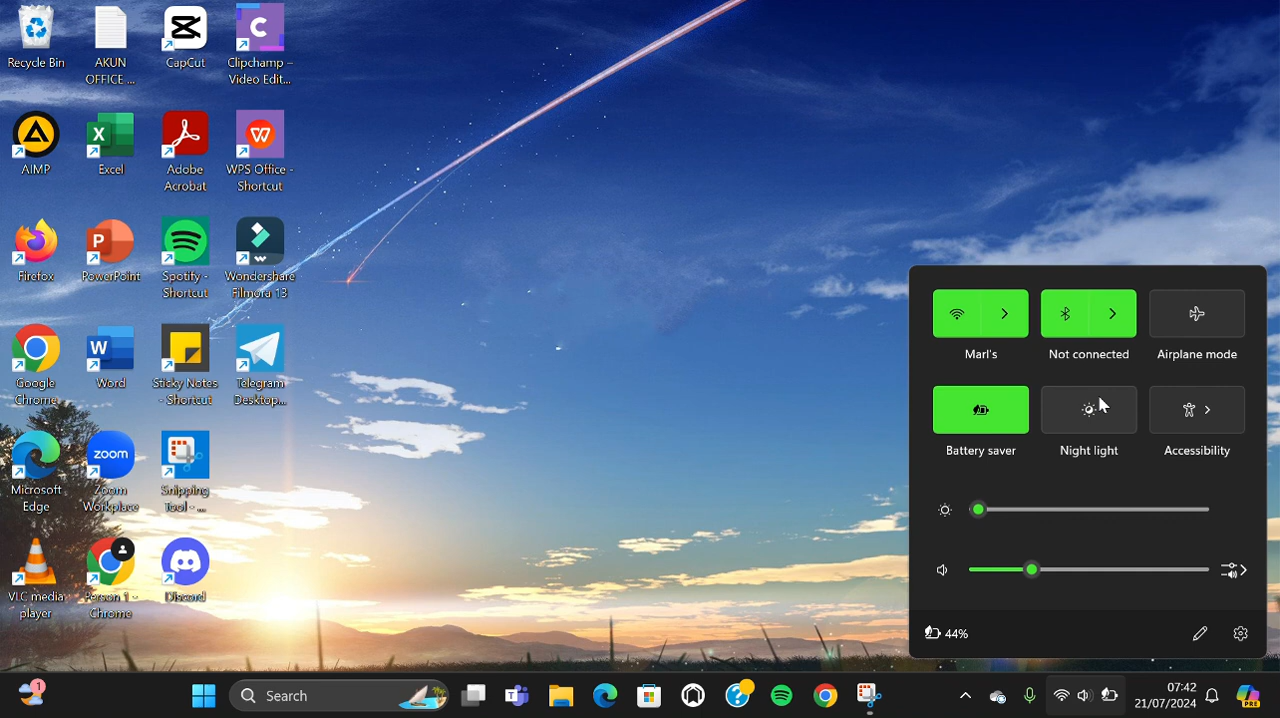 Recycle Bin
AKUN
OFFICE ...
CapCut
Clipchamp –
Video Edit...
AIMP
Excel
Adobe
Acrobat
WPS Office -
Shortcut
Firefox
PowerPoint
Spotify -
Shortcut
Wondershare
Filmora 13
Google
Chrome
Word
Sticky Notes
- Shortcut
Telegram
Desktop...
Microsoft
Edge
zoom
Zoom
Workplace
Snipping
Tool - ...
VLC media
player
Person 1 -
Chrome
Discord
Marl's
Not connected
Airplane mode
Battery saver
Night light
Accessibility
44%
1
Search
07:42
21/07/2024
PRE